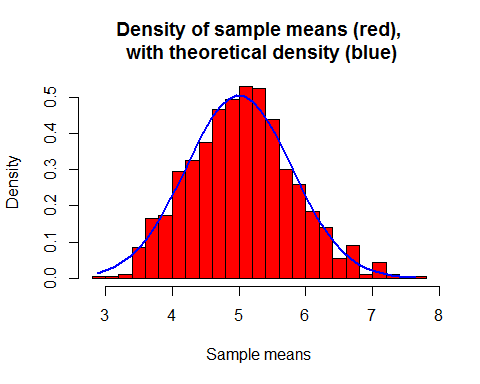 Density of sample means (red),
with theoretical density (blue)
Density
0.5
0.4
0.3
0.2
0.1
0.0
3 4 5 6 7 8
Sample means